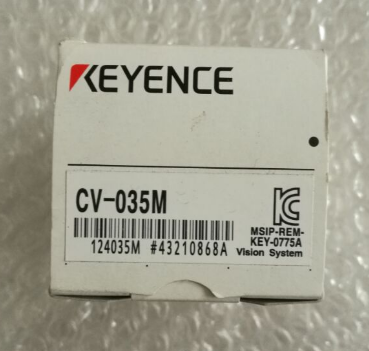 KEYENCE
CV-035M
124035M #43210868A
MSIP-REM-
KEY-0775A
Vision System